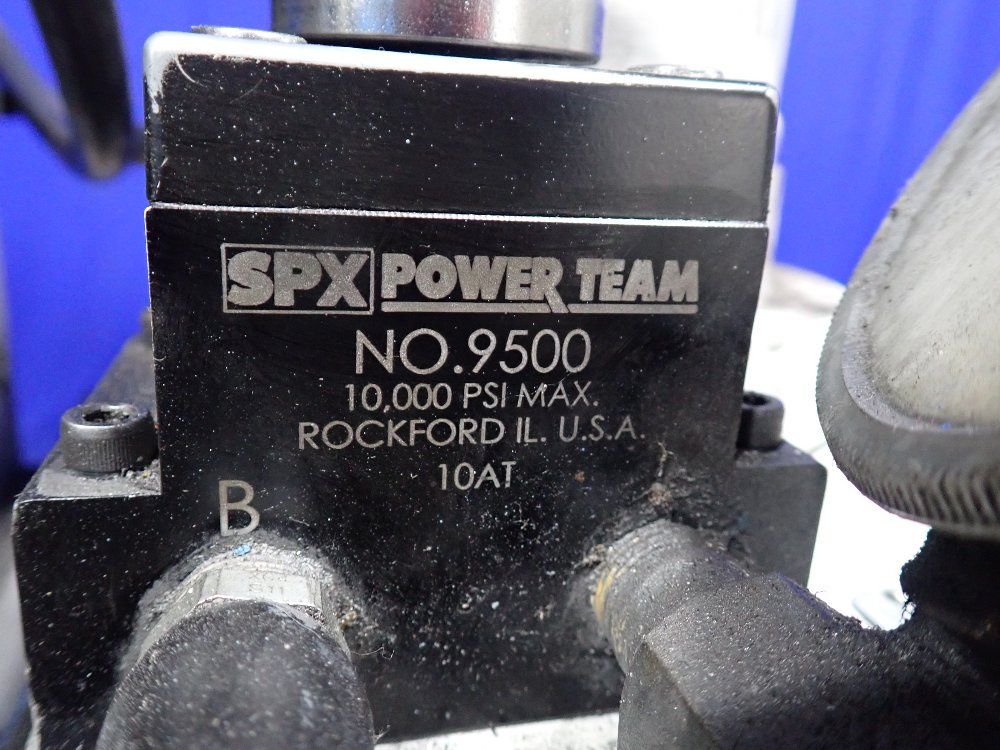 SPX POWER TEAM
NO.9500
10,000 PSI MAX.
ROCKFORD IL. U.S.A.
10AT
B